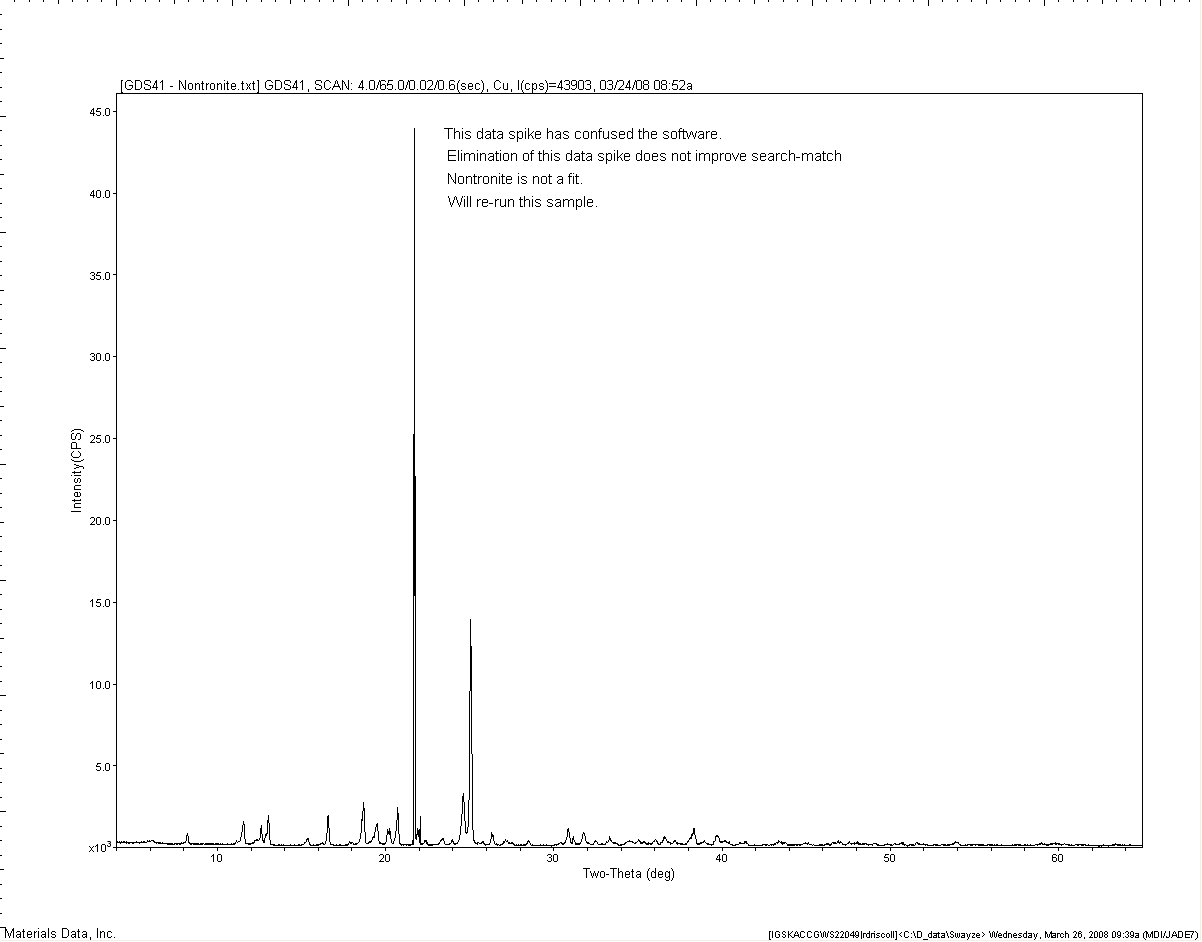 [GDS41 - Nontronite.txt] GDS41, SCAN: 4.0/65.0/0.02/0.6(sec), Cu, I(cps)=43903, 03/24/08 08:52a
This data spike has confused the software.
Elimination of this data spike does not improve search-match
Nontronite is not a fit.
Will re-run this sample.
45.0
40.0
35.0
30.0
25.0
20.0
15.0
10.0
5.0
x10³
Intensity(CPS)
10 20 30 40 50 60
Two-Theta (deg)
Materials Data, Inc.
[IGSKACCGWS22049|rdriscoll]<C:\D_data\Swayze> Wednesday, March 26, 2008 09:39a (MDI/JADE7)